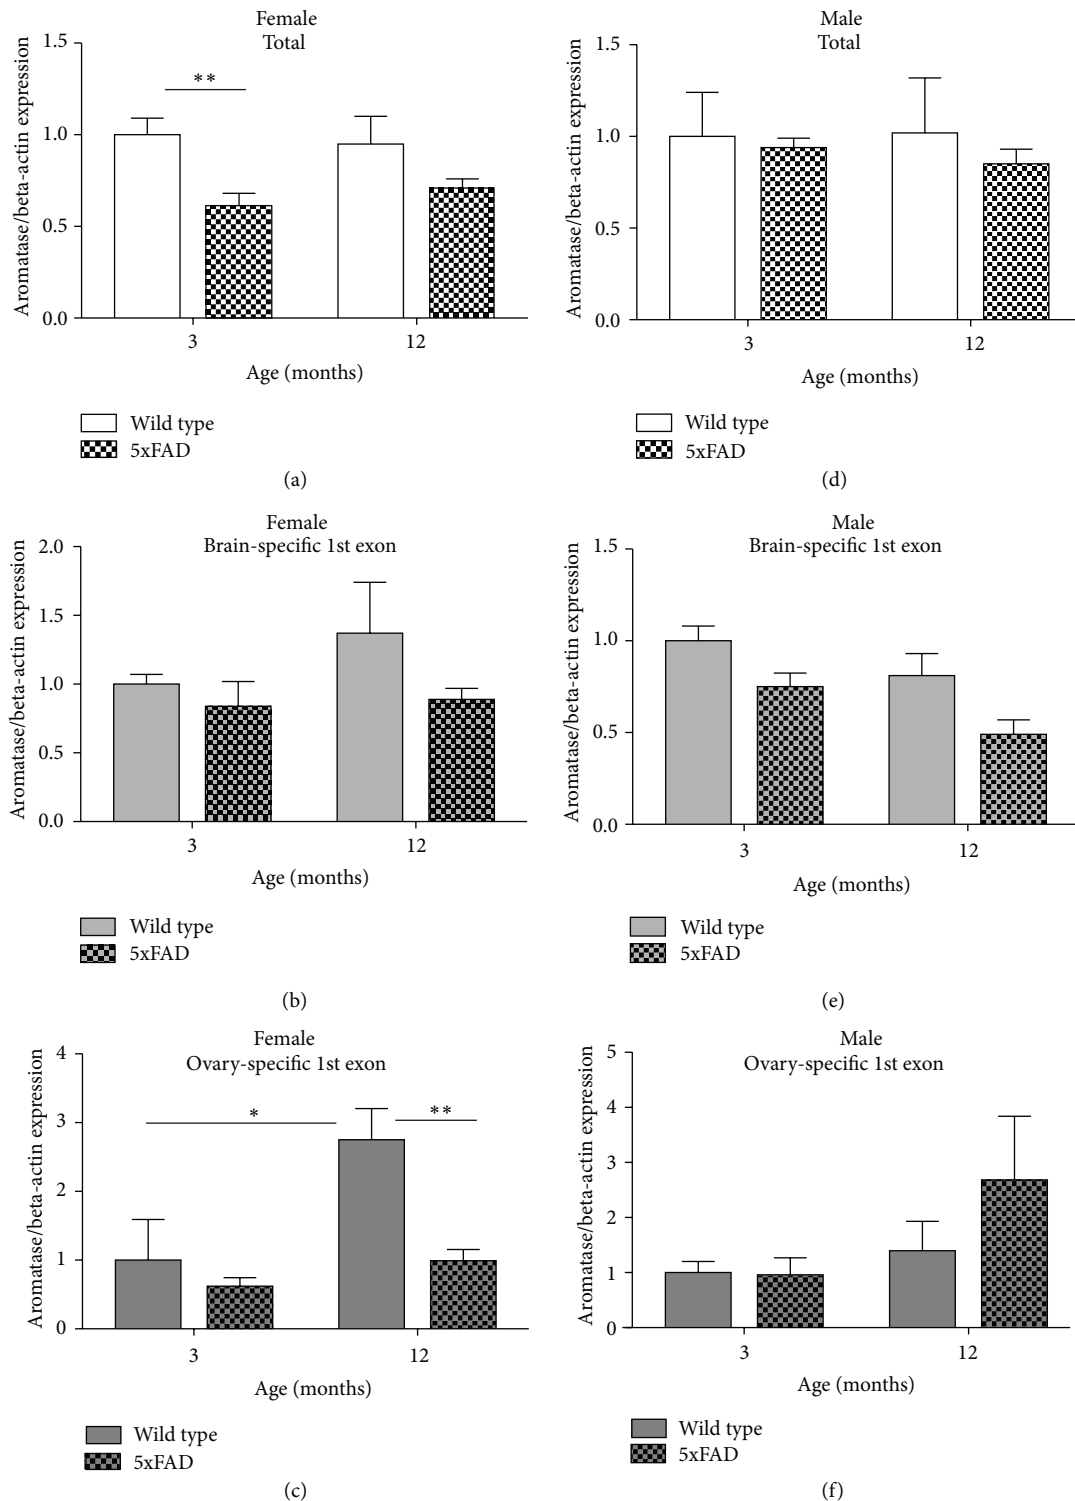 Female
Total
Aromatase/beta-actin expression
1.5
1.0
0.5
0.0
**
3
12
Age (months)
Wild type
5xFAD
(a)
Male
Total
Aromatase/beta-actin expression
1.5
1.0
0.5
0.0
3
12
Age (months)
Wild type
5xFAD
(d)
Female
Brain-specific 1st exon
Aromatase/beta-actin expression
2.0
1.5
1.0
0.5
0.0
3
12
Age (months)
Wild type
5xFAD
(b)
Male
Brain-specific 1st exon
Aromatase/beta-actin expression
1.5
1.0
0.5
0.0
3
12
Age (months)
Wild type
5xFAD
(e)
Female
Ovary-specific 1st exon
Aromatase/beta-actin expression
4
3
2
1
0
*
**
3
12
Age (months)
Wild type
5xFAD
(c)
Male
Ovary-specific 1st exon
Aromatase/beta-actin expression
5
4
3
2
1
0
3
12
Age (months)
Wild type
5xFAD
(f)